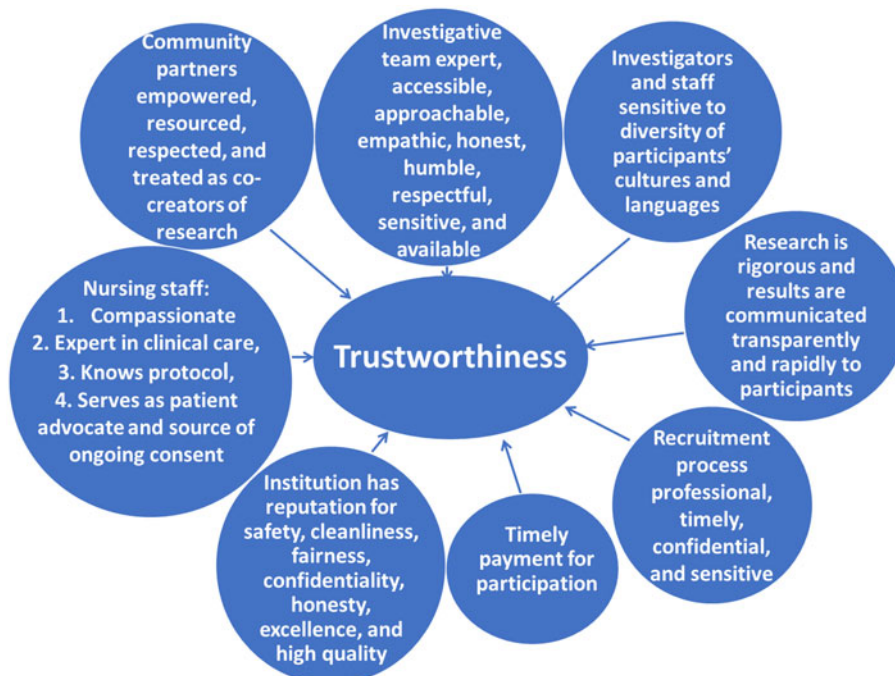 Community
partners
empowered,
resourced,
respected, and
treated as co-
creators of
research
Investigative
team expert,
accessible,
approachable,
empathic, honest,
humble,
respectful,
sensitive, and
available
Investigators
and staff
sensitive to
diversity of
participants'
cultures and
languages
Nursing staff:
1. Compassionate
2. Expert in clinical care,
3. Knows protocol,
4. Serves as patient
advocate and source of
ongoing consent
Trustworthiness
Research is
rigorous and
results are
communicated
transparently
and rapidly to
participants
Institution has
reputation for
safety, cleanliness,
fairness,
confidentiality,
honesty,
excellence, and
high quality
Timely
payment for
participation
Recruitment
process
professional,
timely,
confidential,
and sensitive